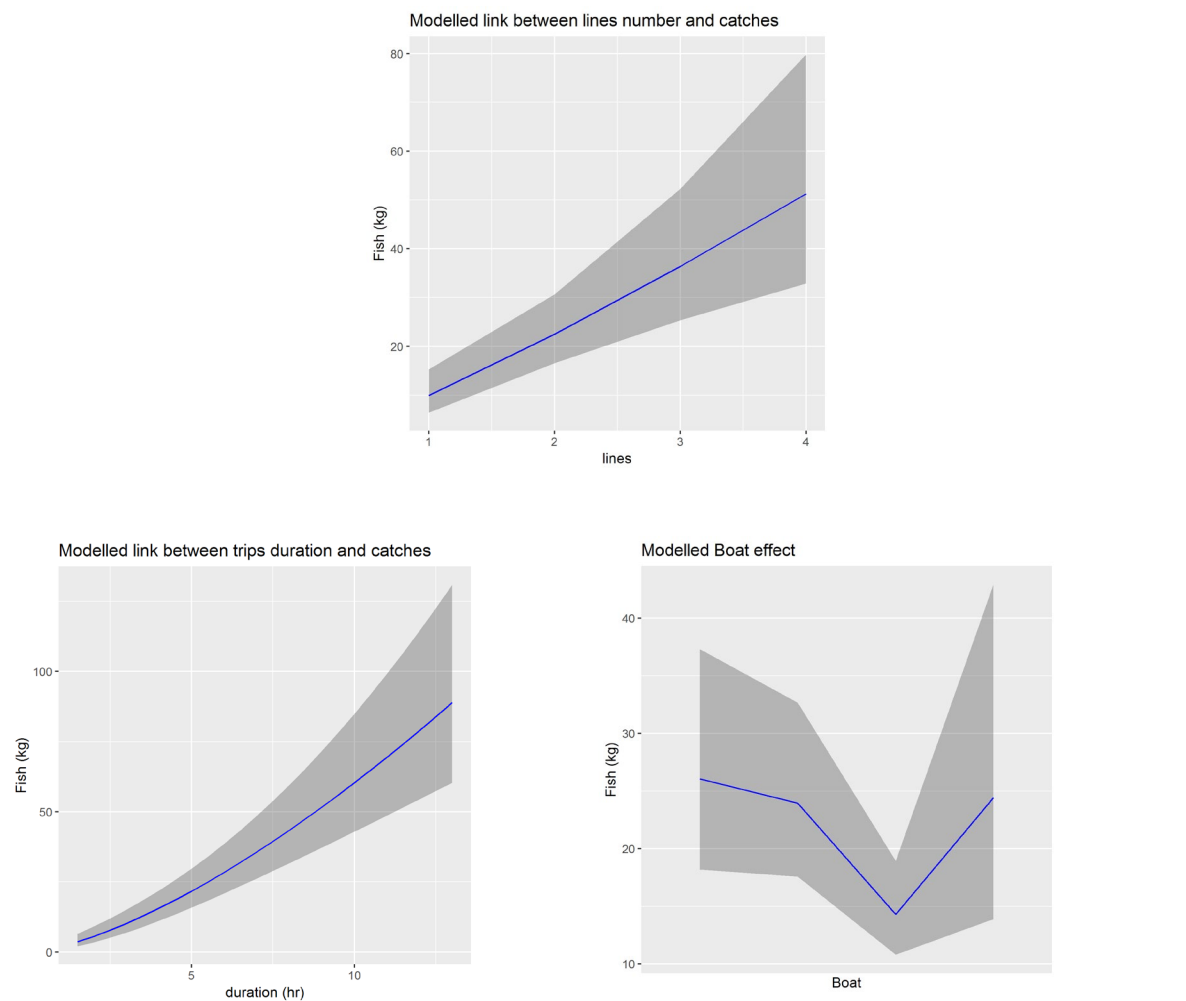 Modelled link between lines number and catches
80
60
40
20
Fish (kg)
1 2 3 4
lines
Modelled link between trips duration and catches
100
50
0
Fish (kg)
5 10
duration (hr)
Modelled Boat effect
40
30
20
10
Fish (kg)
Boat